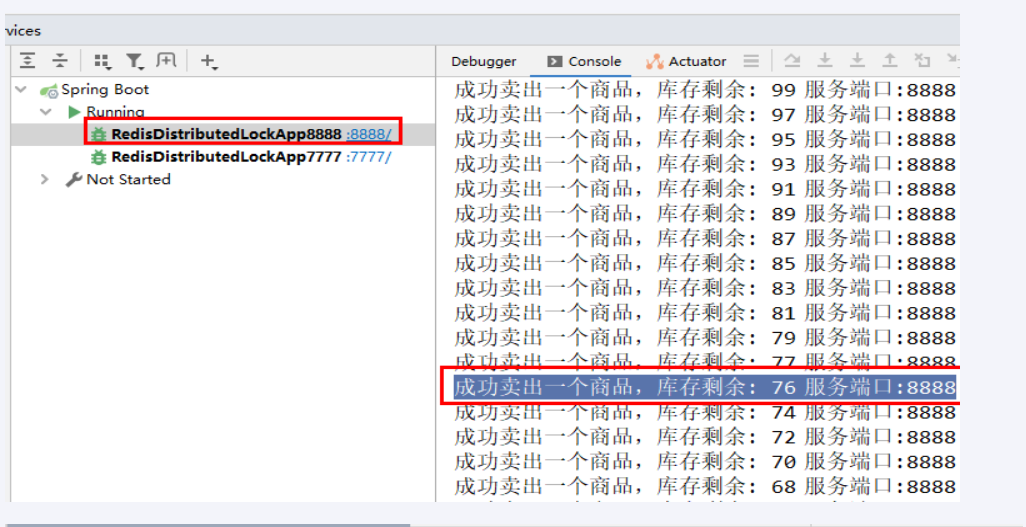 vices
Debugger Console Actuator
Spring Boot
Running
RedisDistributedLockApp8888 :8888/
RedisDistributedLockApp7777 :7777/
Not Started
成功卖出一个商品，库存剩余: 99 服务端口:8888
成功卖出一个商品，库存剩余: 97 服务端口:8888
成功卖出一个商品，库存剩余: 95 服务端口:8888
成功卖出一个商品，库存剩余: 93 服务端口:8888
成功卖出一个商品，库存剩余: 91 服务端口:8888
成功卖出一个商品，库存剩余: 89 服务端口:8888
成功卖出一个商品，库存剩余: 87 服务端口:8888
成功卖出一个商品，库存剩余: 85 服务端口:8888
成功卖出一个商品，库存剩余: 83 服务端口:8888
成功卖出一个商品，库存剩余: 81 服务端口:8888
成功卖出一个商品，库存剩余: 79 服务端口:8888
成功卖出一个商品，库存剩余: 77 服务端口:8888
成功卖出一个商品，库存剩余: 76 服务端口:8888
成功卖出一个商品，库存剩余: 74 服务端口:8888
成功卖出一个商品，库存剩余: 72 服务端口:8888
成功卖出一个商品，库存剩余: 70 服务端口:8888
成功卖出一个商品，库存剩余: 68 服务端口:8888